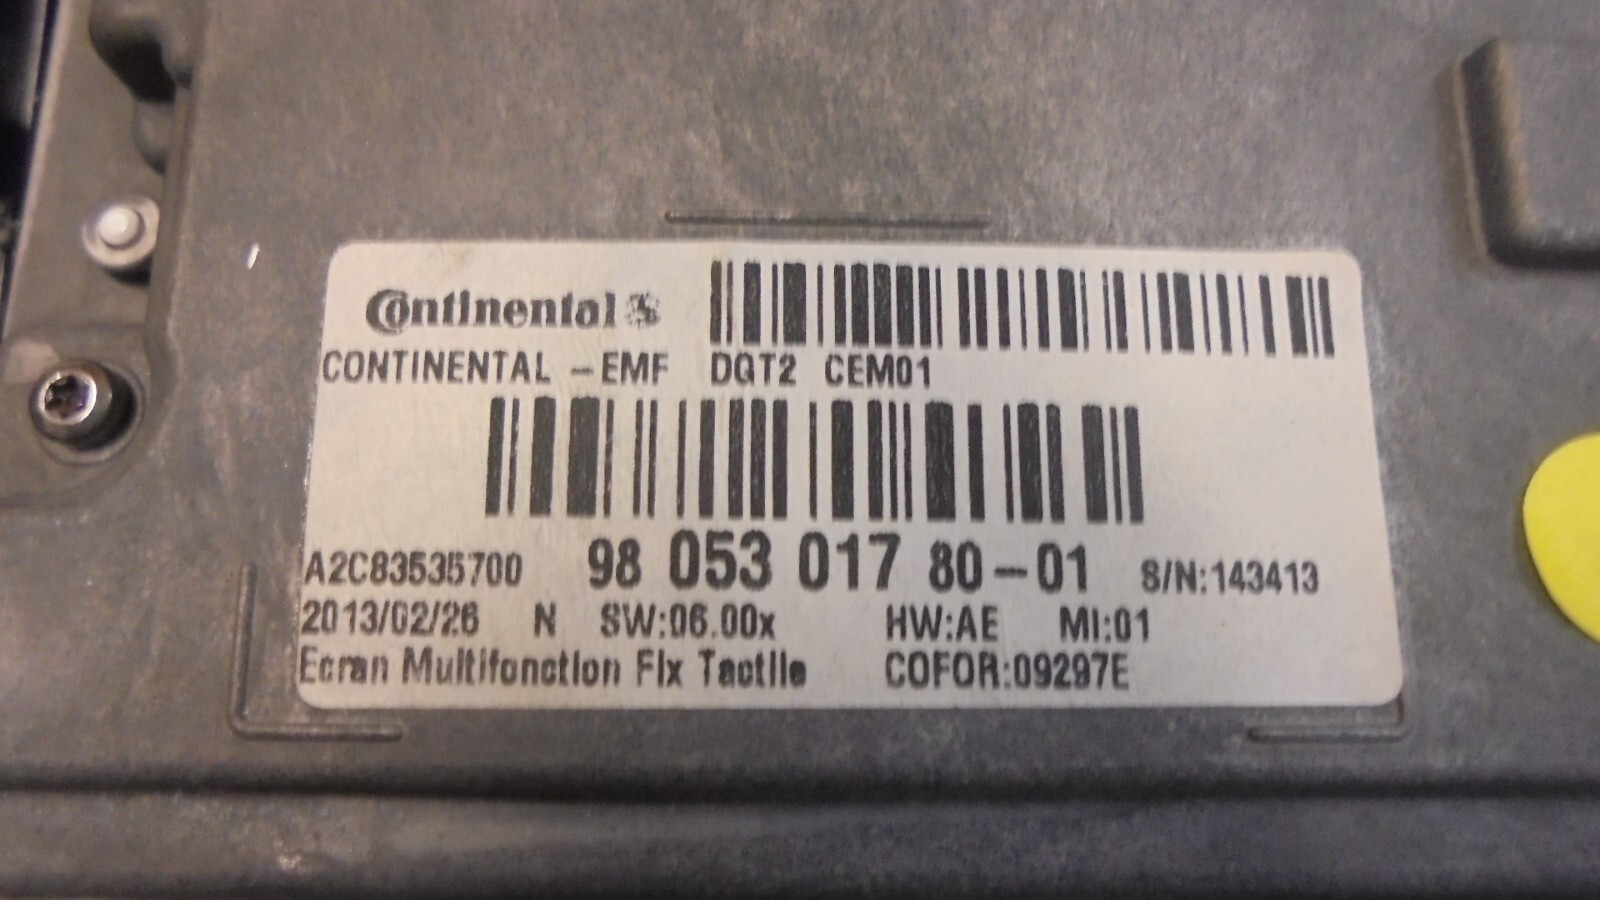 Continental
CONTINENTAL - EMF DQT2 CEM01
A2C83535700 98 053 017 80-01 S/N:143413
2013/02/26 N SW:06.00x HW:AE MI:01
Ecran Multifonction Fix Tactile COFOR:09297E